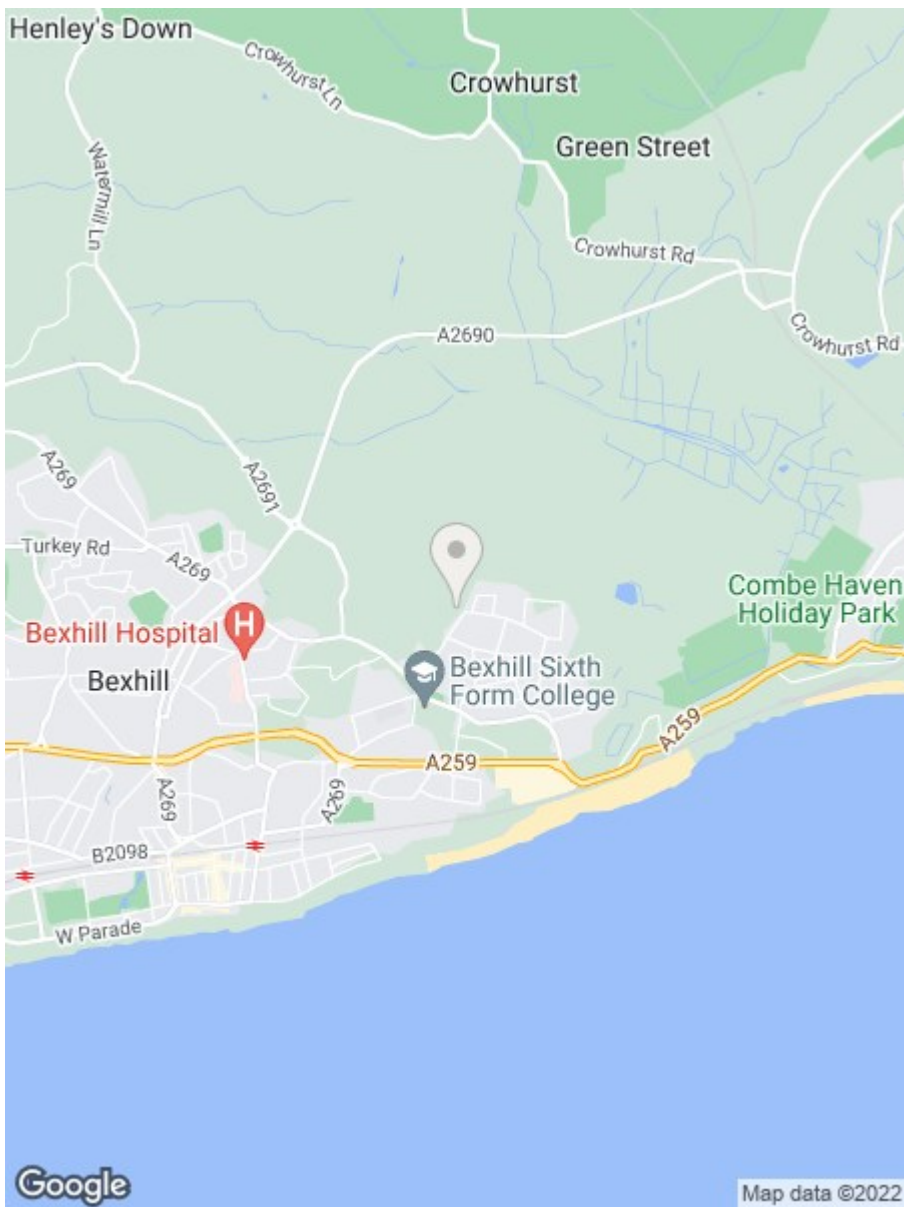 Henley's Down
Crowhurst Ln
Crowhurst
Green Street
Watermill Ln
Crowhurst Rd
A2690
Crowhurst Rd
A269
A2691
Turkey Rd
A269
Combe Haven
Holiday Park
H
Bexhill Hospital
Bexhill
Bexhill Sixth
Form College
A259
A259
A269
A269
B2098
W Parade
Google
Map data ©2022